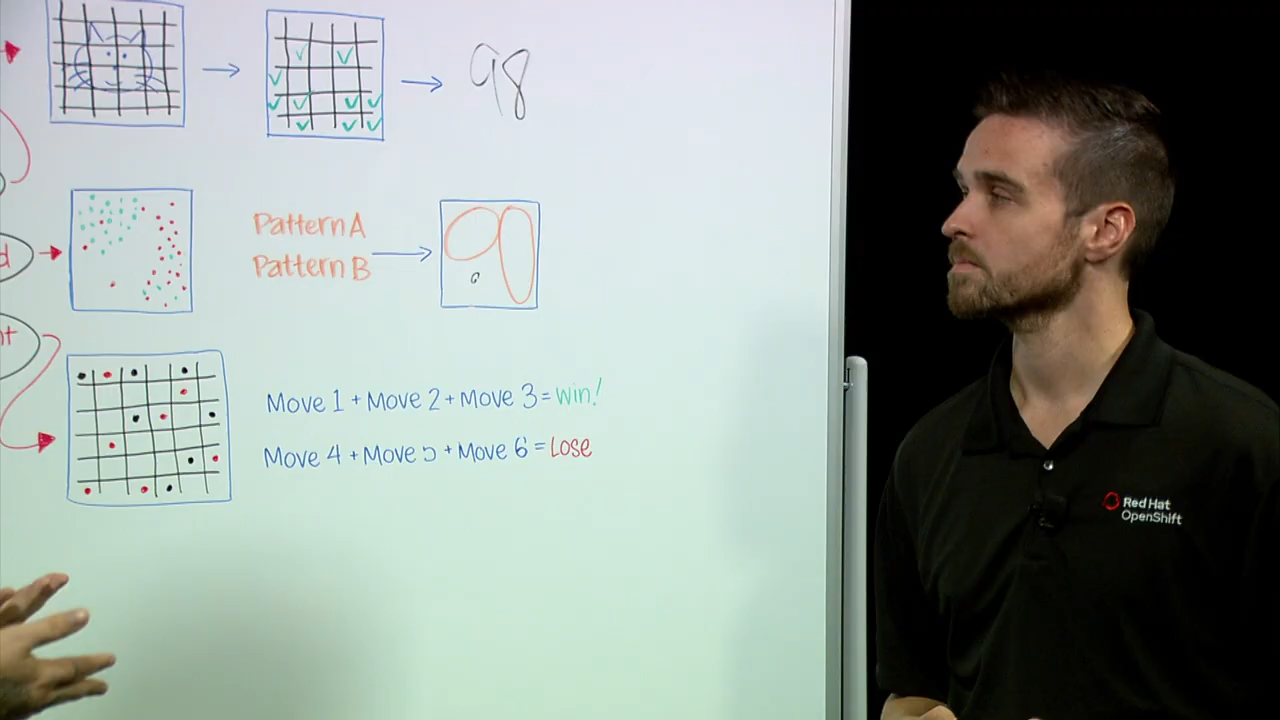 98
d
Pattern A
Pattern B
nt
Move 1 + Move 2 + Move 3 = win!
Move 4 + Move 5 + Move 6 = Lose
Red Hat
OpenShift